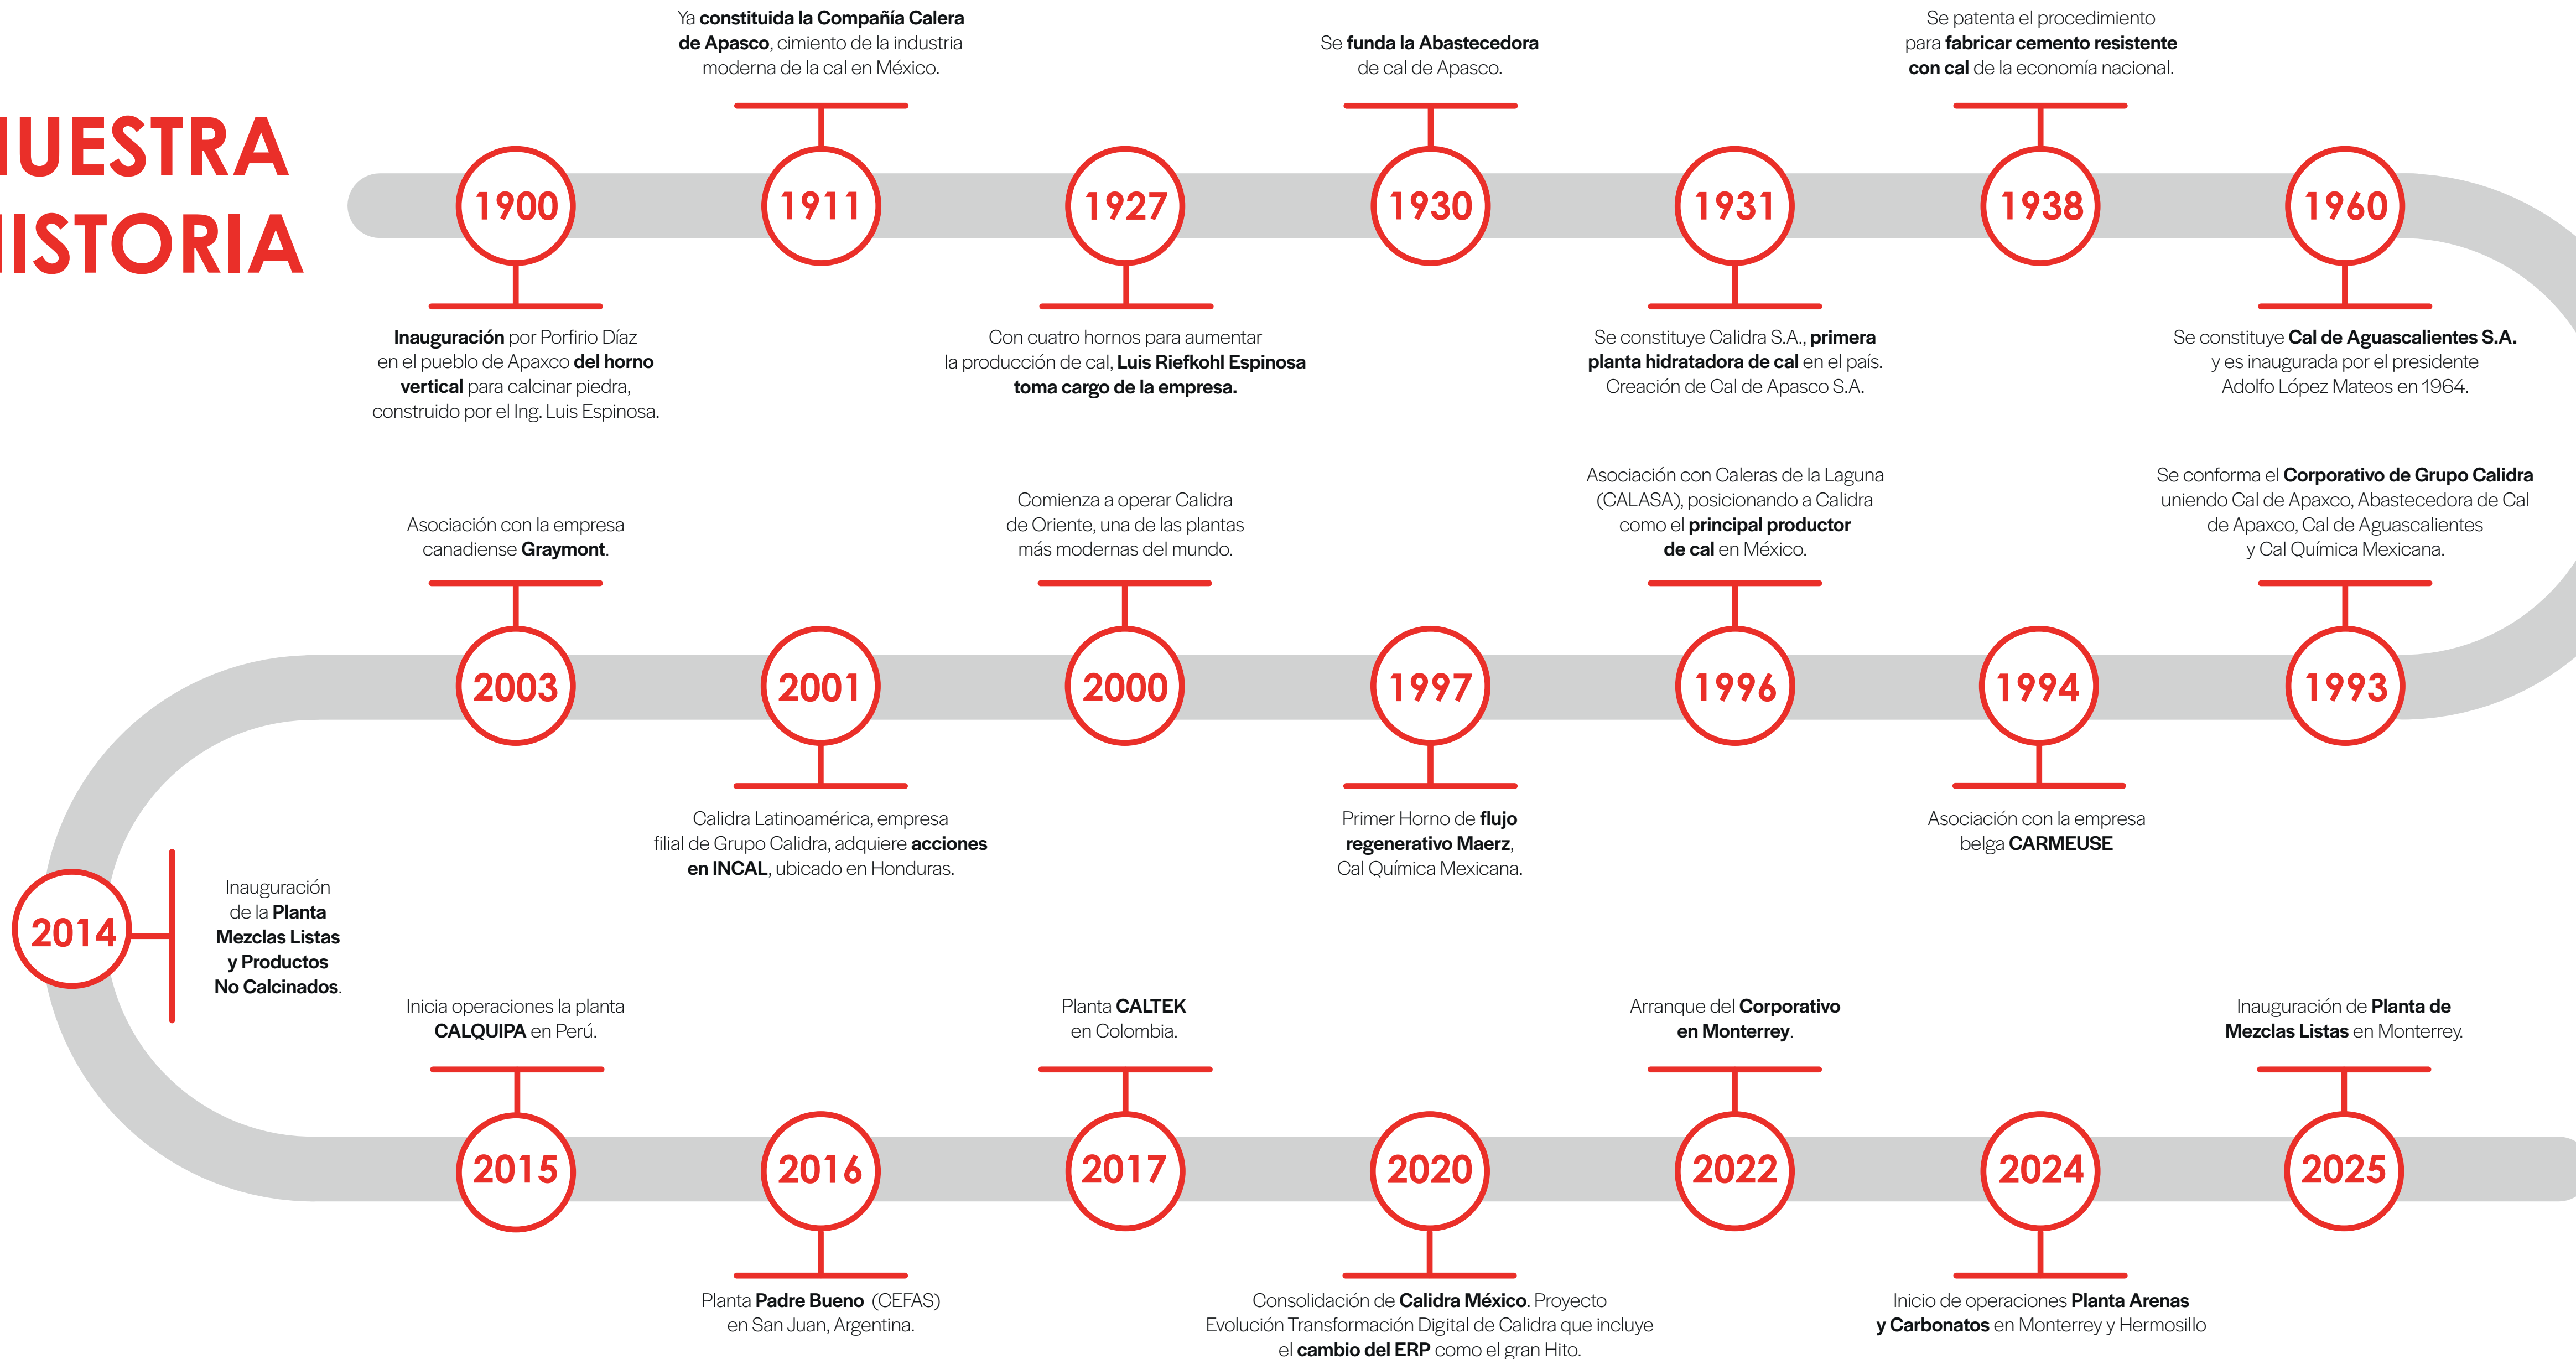 NUESTRA
HISTORIA
1900
Inauguración por Porfirio Díaz
en el pueblo de Apaxco del horno
vertical para calcinar piedra,
construido por el Ing. Luis Espinosa.
Ya constituida la Compañía Calera
de Apasco, cimiento de la industria
moderna de la cal en México.
1911
1927
Con cuatro hornos para aumentar
la producción de cal, Luis Riefkohl Espinosa
toma cargo de la empresa.
Se funda la Abastecedora
de cal de Apasco.
1930
1931
Se constituye Calidra S.A., primera
planta hidratadora de cal en el país.
Creación de Cal de Apasco S.A.
Se patenta el procedimiento
para fabricar cemento resistente
con cal de la economía nacional.
1938
1960
Se constituye Cal de Aguascalientes S.A.
y es inaugurada por el presidente
Adolfo López Mateos en 1964.
Se conforma el Corporativo de Grupo Calidra
uniendo Cal de Apaxco, Abastecedora de Cal
de Apaxco, Cal de Aguascalientes
y Cal Química Mexicana.
1993
1994
Asociación con la empresa
belga CARMEUSE
Asociación con Caleras de la Laguna
(CALASA), posicionando a Calidra
como el principal productor
de cal en México.
1996
1997
Primer Horno de flujo
regenerativo Maerz,
Cal Química Mexicana.
Comienza a operar Calidra
de Oriente, una de las plantas
más modernas del mundo.
2000
2001
Calidra Latinoamérica, empresa
filial de Grupo Calidra, adquiere acciones
en INCAL, ubicado en Honduras.
Asociación con la empresa
canadiense Graymont.
2003
2014
Inauguración
de la Planta
Mezclas Listas
y Productos
No Calcinados.
Inicia operaciones la planta
CALQUIPA en Perú.
2015
2016
Planta Padre Bueno (CEFAS)
en San Juan, Argentina.
Planta CALTEK
en Colombia.
2017
2020
Consolidación de Calidra México. Proyecto
Evolución Transformación Digital de Calidra que incluye
el cambio del ERP como el gran Hito.
Arranque del Corporativo
en Monterrey.
2022
2024
Inicio de operaciones Planta Arenas
y Carbonatos en Monterrey y Hermosillo
Inauguración de Planta de
Mezclas Listas en Monterrey.
2025